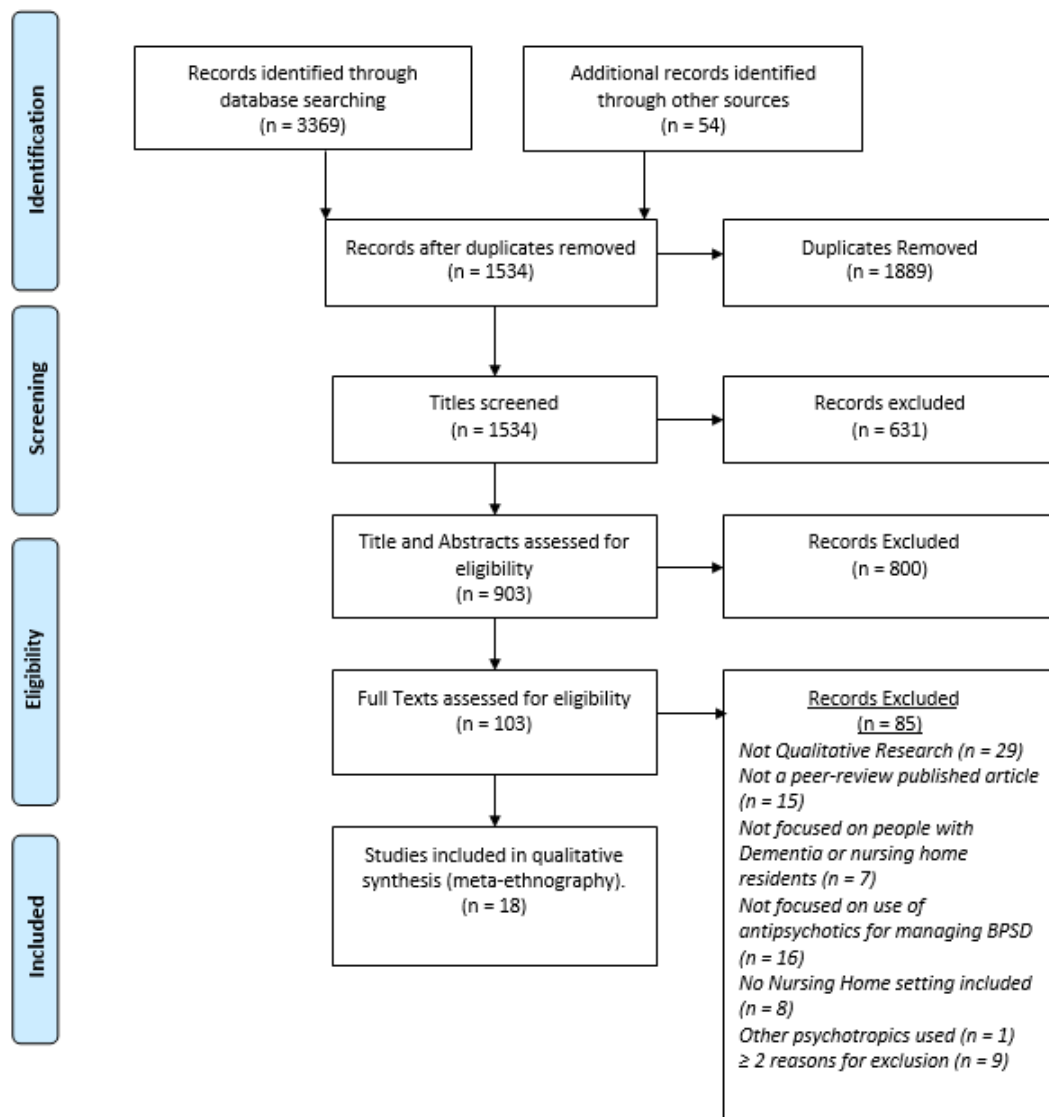 Identification
Records identified through
database searching
(n = 3369)
Additional records identified
through other sources
(n = 54)
Records after duplicates removed
(n = 1534)
Duplicates Removed
(n = 1889)
Screening
Titles screened
(n = 1534)
Records excluded
(n = 631)
Eligibility
Title and Abstracts assessed for
eligibility
(n = 903)
Records Excluded
(n = 800)
Full Texts assessed for eligibility
(n = 103)
Records Excluded
(n = 85)
Not Qualitative Research (n = 29)
Not a peer-review published article
(n = 15)
Not focused on people with
Dementia or nursing home
residents (n = 7)
Not focused on use of
antipsychotics for managing BPSD
(n = 16)
No Nursing Home setting included
(n = 8)
Other psychotropics used (n = 1)
≥ 2 reasons for exclusion (n = 9)
Included
Studies included in qualitative
synthesis (meta-ethnography).
(n = 18)